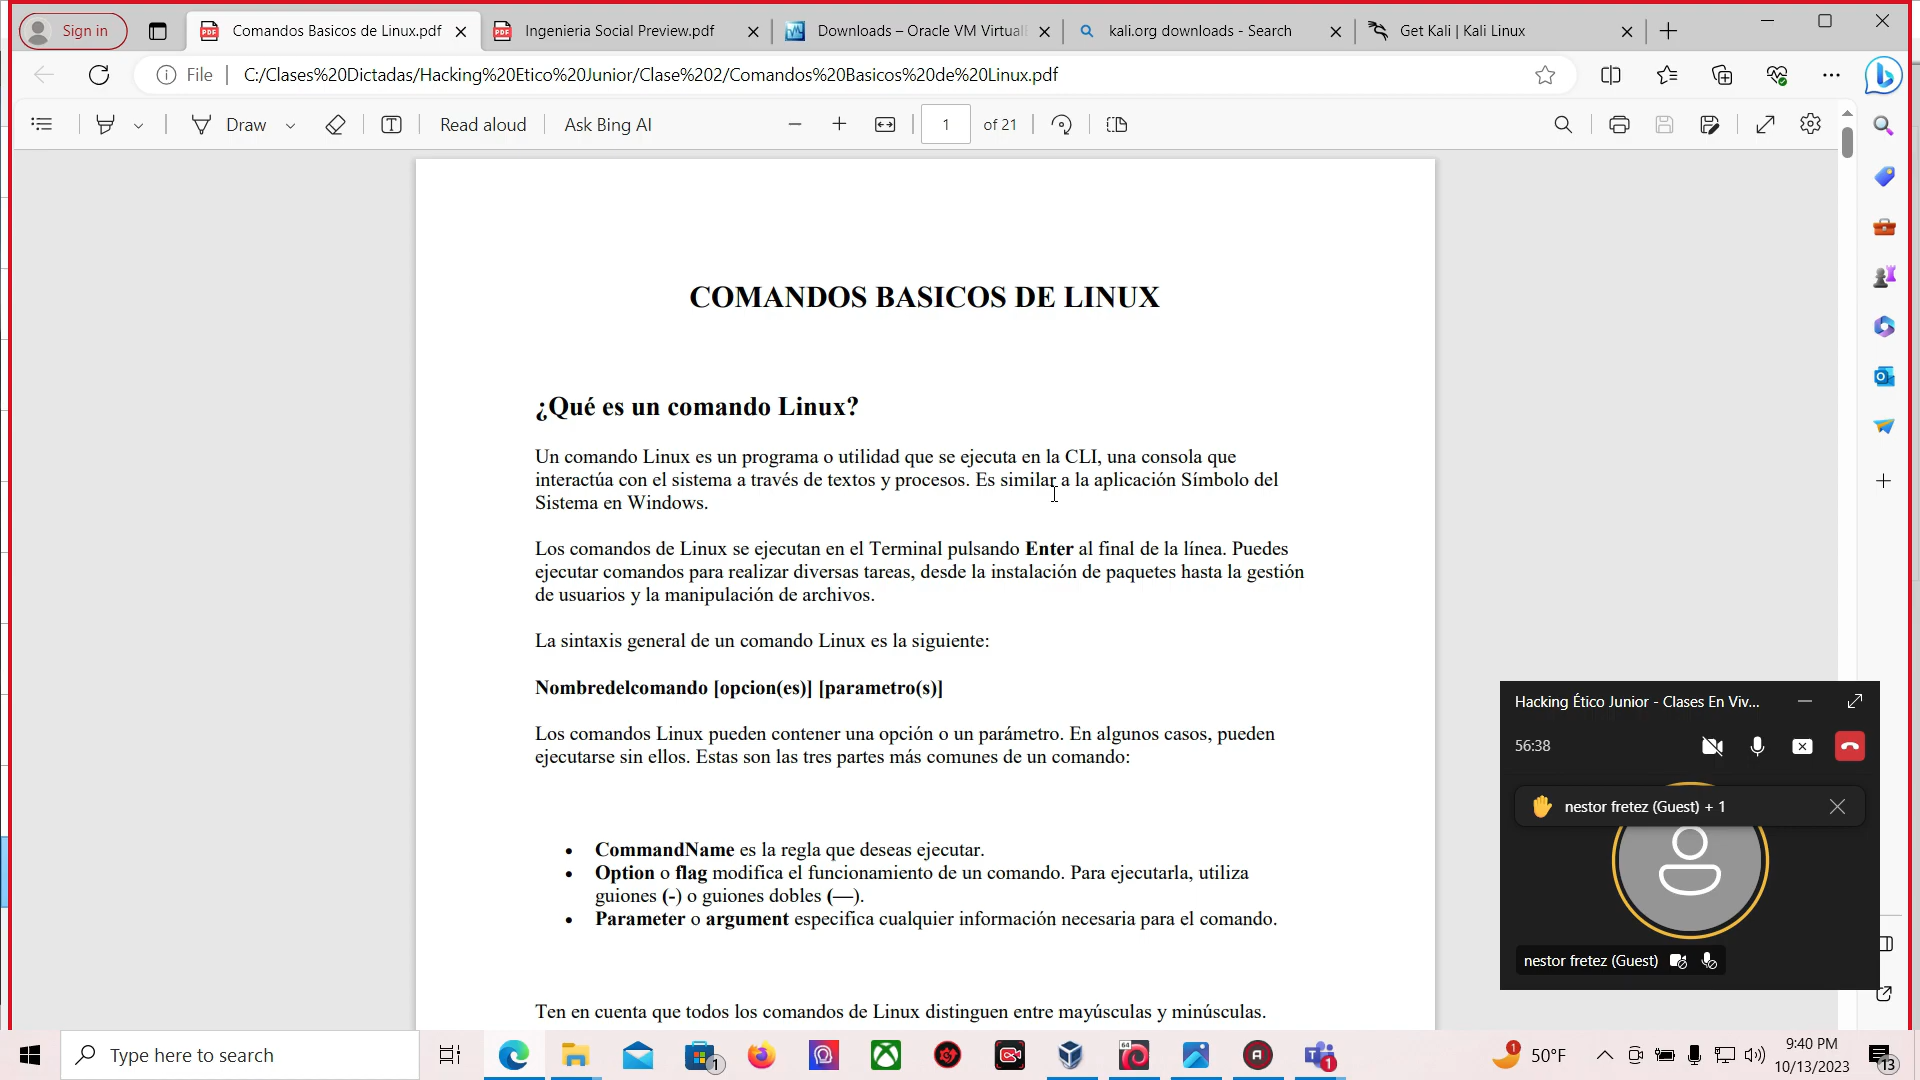 Sign in
Comandos Basicos de Linux.pdf
Ingenieria Social Preview.pdf
Downloads – Oracle VM Virtual
kali.org downloads - Search
Get Kali | Kali Linux
File
C:/Clases%20Dictadas/Hacking%20Etico%20Junior/Clase%202/Comandos%20Basicos%20de%20Linux.pdf
Draw
Read aloud
Ask Bing AI
1
of 21
COMANDOS BASICOS DE LINUX
¿Qué es un comando Linux?
Un comando Linux es un programa o utilidad que se ejecuta en la CLI, una consola que
interactúa con el sistema a través de textos y procesos. Es similar a la aplicación Símbolo del
Sistema en Windows.
Los comandos de Linux se ejecutan en el Terminal pulsando Enter al final de la línea. Puedes
ejecutar comandos para realizar diversas tareas, desde la instalación de paquetes hasta la gestión
de usuarios y la manipulación de archivos.
La sintaxis general de un comando Linux es la siguiente:
Nombredelcomando [opcion(es)] [parametro(s)]
Los comandos Linux pueden contener una opción o un parámetro. En algunos casos, pueden
ejecutarse sin ellos. Estas son las tres partes más comunes de un comando:
• CommandName es la regla que deseas ejecutar.
• Option o flag modifica el funcionamiento de un comando. Para ejecutarla, utiliza
guiones (-) o guiones dobles (—).
• Parameter o argument especifica cualquier información necesaria para el comando.
Ten en cuenta que todos los comandos de Linux distinguen entre mayúsculas y minúsculas.
Hacking Ético Junior - Clases En Viv...
56:38
nestor fretez (Guest) + 1
nestor fretez (Guest)
Type here to search
1
64
1
1
50°F
9:40 PM
10/13/2023
13